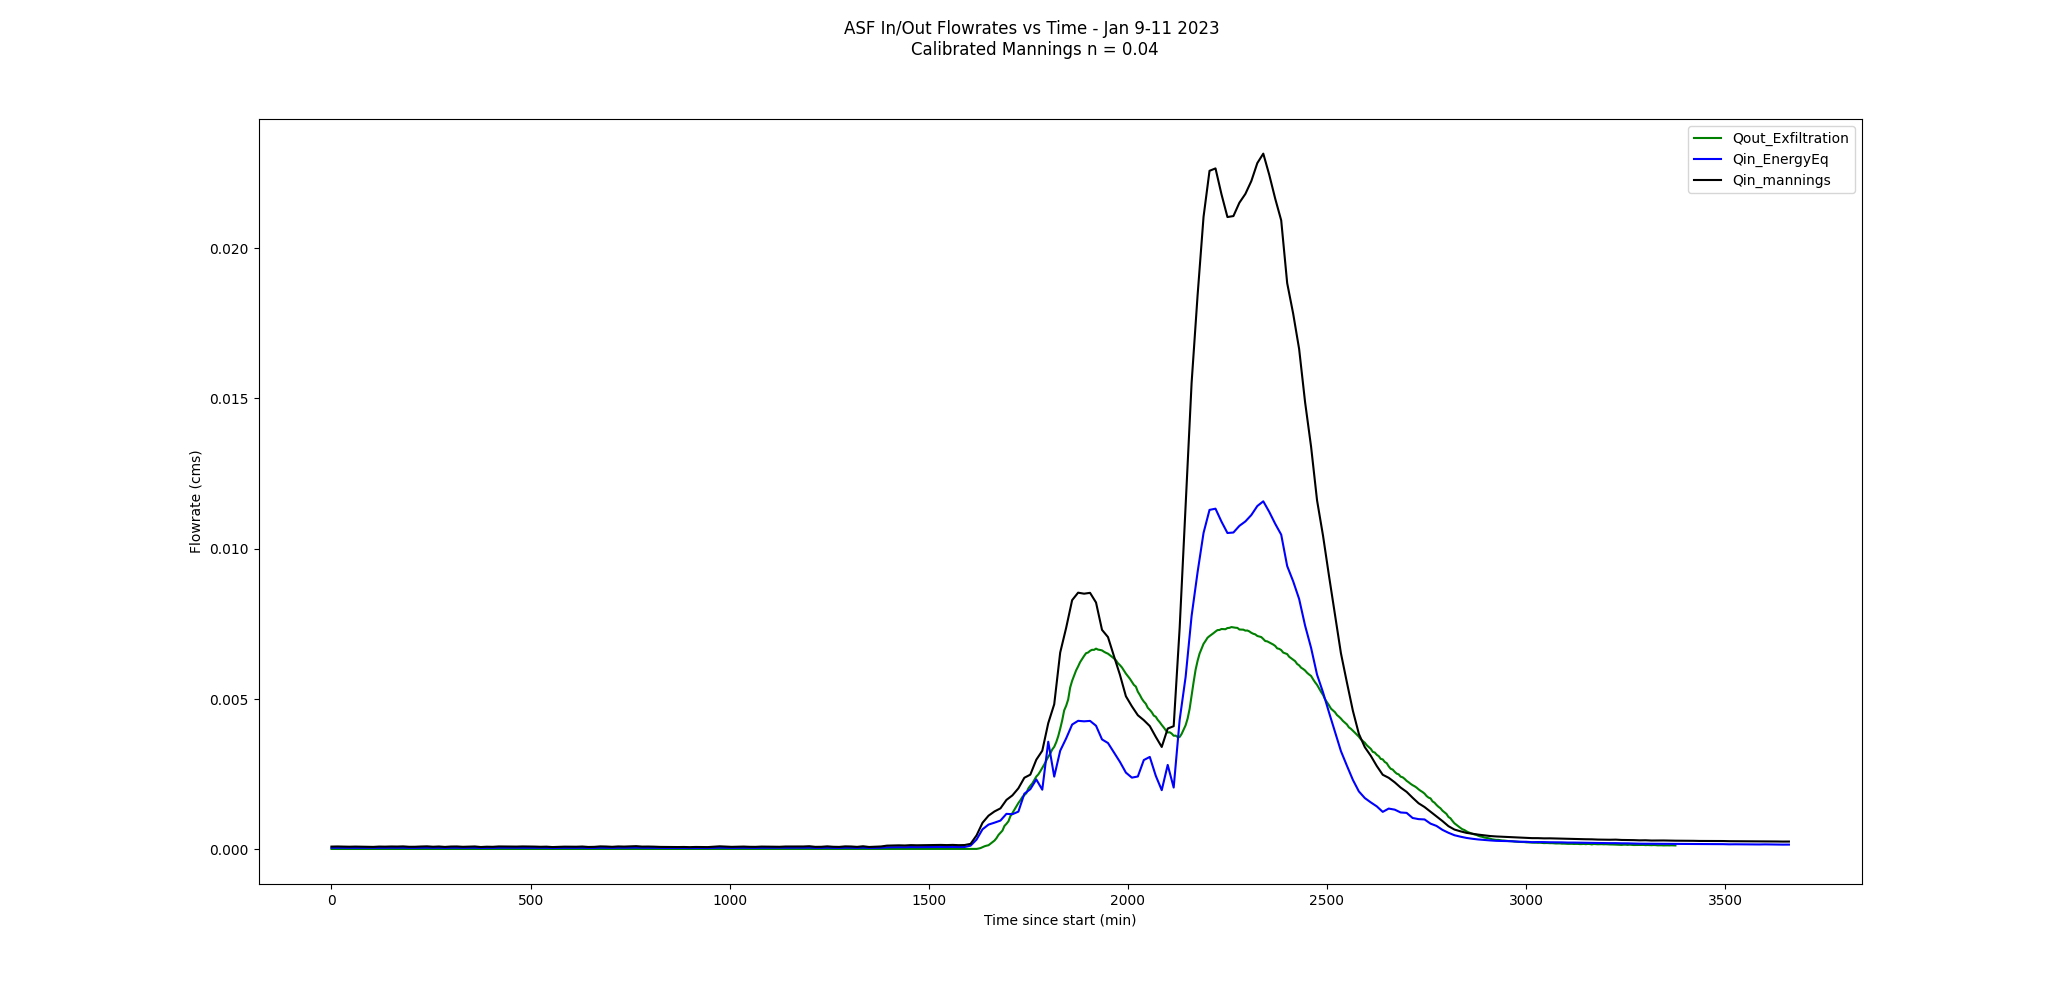 ASF In/Out Flowrates vs Time - Jan 9-11 2023
Calibrated Mannings n = 0.04
Qout_Exfiltration
Qin_EnergyEq
Qin_mannings
0.020
0.015
0.010
0.005
0.000
Flowrate (cms)
0 500 1000 1500 2000 2500 3000 3500
Time since start (min)